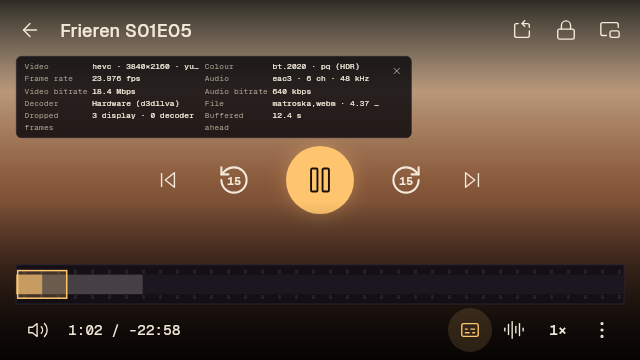 Frieren S01E05
Video hevc · 3840×2160 · yu… Colour bt.2020 · pq (HDR)
Frame rate 23.976 fps Audio eac3 · 6 ch · 48 kHz
Video bitrate 18.4 Mbps Audio bitrate 640 kbps
Decoder Hardware (d3d11va) File matroska,webm · 4.37 …
Dropped frames 3 display · 0 decoder Buffered ahead 12.4 s
15
15
1:02 / -22:58
1×